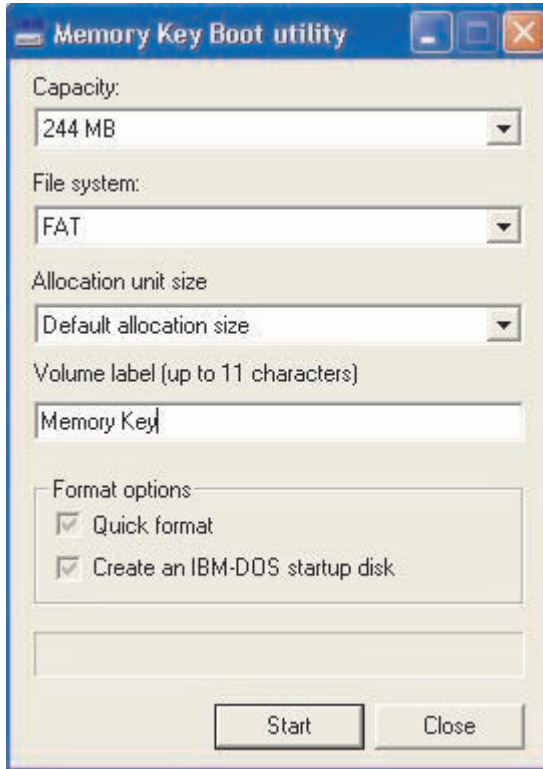 Memory Key Boot utility
Capacity:
244 MB
File system:
FAT
Allocation unit size
Default allocation size
Volume label (up to 11 characters)
Memory Key
Format options
Quick format
Create an IBM-DOS startup disk
Start Close